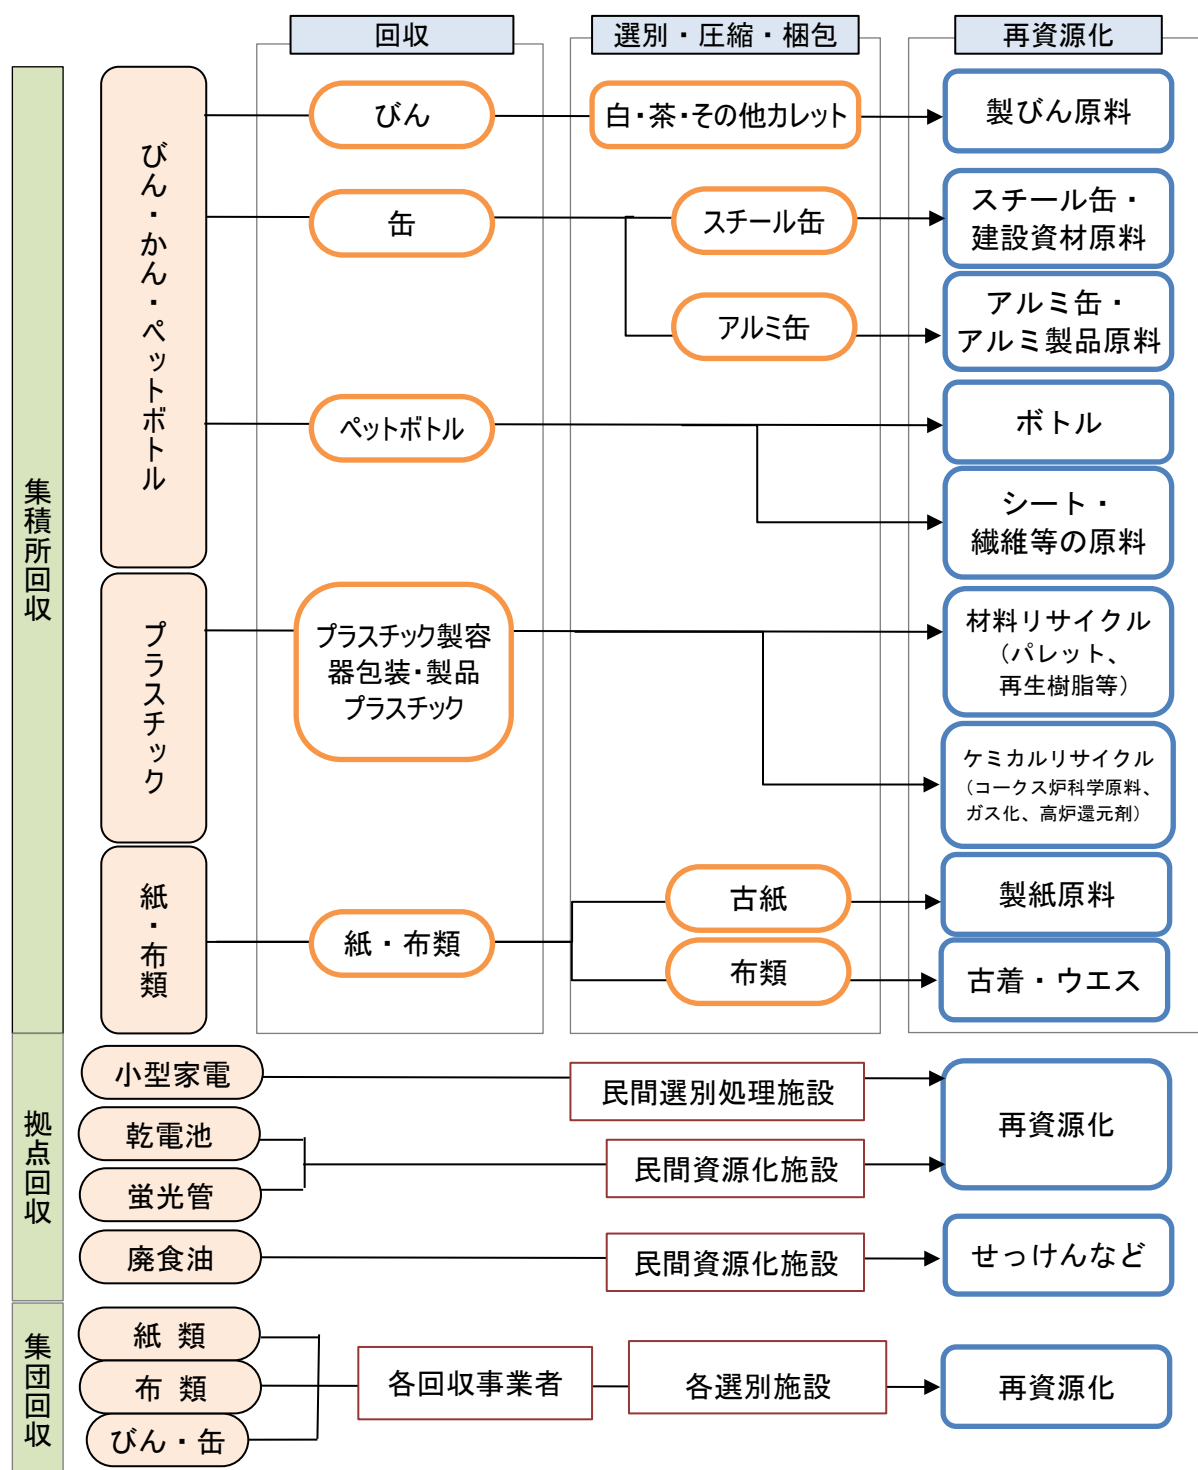 回収
選別・圧縮・梱包
再資源化
集積所回収
びん・かん・ペットボトル
びん
白・茶・その他カレット
製びん原料
缶
スチール缶
スチール缶・
建設資材原料
アルミ缶
アルミ缶・
アルミ製品原料
ペットボトル
ボトル
シート・
繊維等の原料
プラスチック
プラスチック製容
器包装・製品
プラスチック
材料リサイクル
（パレット、
再生樹脂等）
ケミカルリサイクル
（コークス炉科学原料、
ガス化、高炉還元剤）
紙・布類
紙・布類
古紙
製紙原料
布類
古着・ウエス
拠点回収
小型家電
民間選別処理施設
再資源化
乾電池
蛍光管
民間資源化施設
廃食油
民間資源化施設
せっけんなど
集団回収
紙 類
布 類
びん・缶
各回収事業者
各選別施設
再資源化